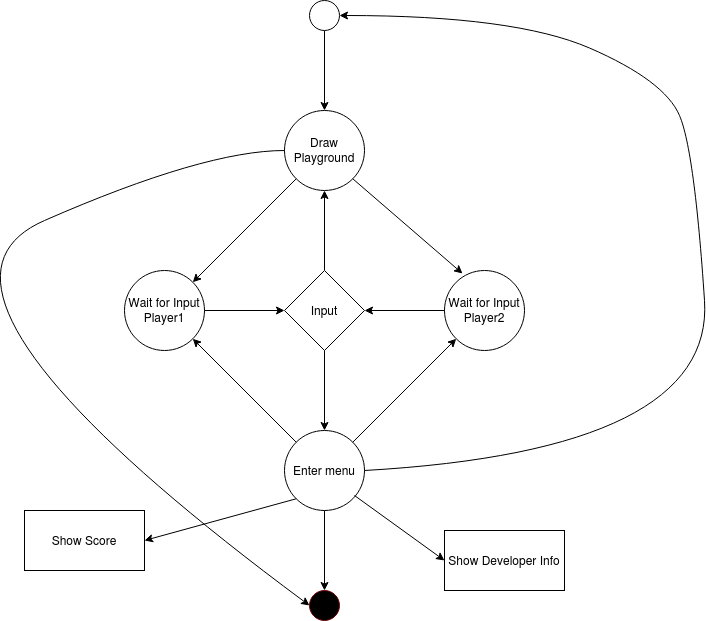 Draw
Playground
Wait for Input
Player1
Input
Wait for Input
Player2
Enter menu
Show Score
Show Developer Info